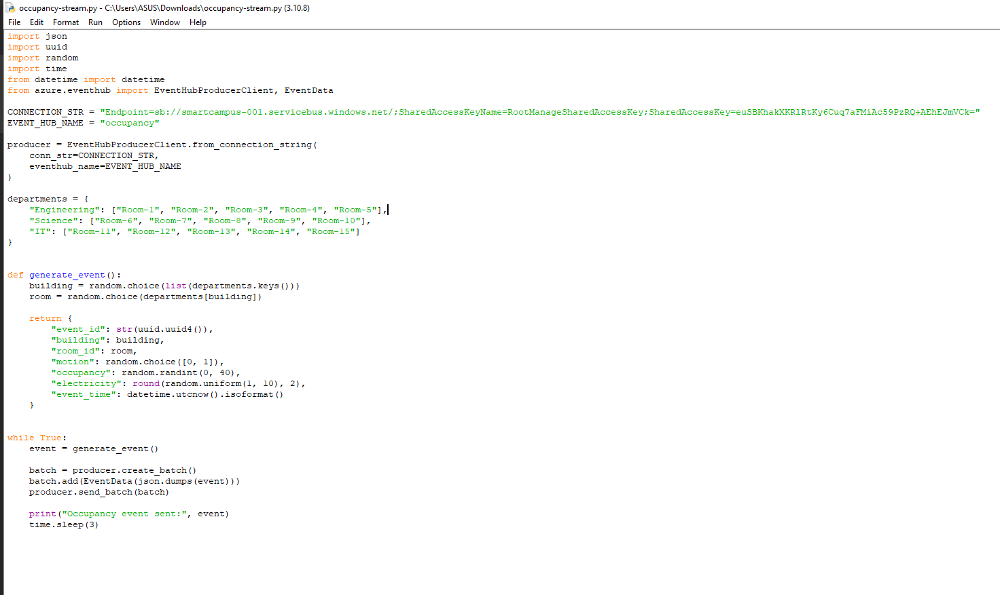 occupancy-stream.py - C:\Users\ASUS\Downloads\occupancy-stream.py (3.10.8)
File Edit Format Run Options Window Help
import json
import uuid
import random
import time
from datetime import datetime
from azure.eventhub import EventHubProducerClient, EventData
CONNECTION_STR = "Endpoint=sb://smartcampus-001.servicebus.windows.net/;SharedAccessKeyName=RootManageSharedAccessKey;SharedAccessKey=euSBKhakXKRlRtKy6Cuq7aFMiAc59PzRQ+AEhEJmVCk="
EVENT_HUB_NAME = "occupancy"
producer = EventHubProducerClient.from_connection_string(
    conn_str=CONNECTION_STR,
    eventhub_name=EVENT_HUB_NAME
)
departments = {
    "Engineering": ["Room-1", "Room-2", "Room-3", "Room-4", "Room-5"],
    "Science": ["Room-6", "Room-7", "Room-8", "Room-9", "Room-10"],
    "IT": ["Room-11", "Room-12", "Room-13", "Room-14", "Room-15"]
}
def generate_event():
    building = random.choice(list(departments.keys()))
    room = random.choice(departments[building])
    return {
        "event_id": str(uuid.uuid4()),
        "building": building,
        "room_id": room,
        "motion": random.choice([0, 1]),
        "occupancy": random.randint(0, 40),
        "electricity": round(random.uniform(1, 10), 2),
        "event_time": datetime.utcnow().isoformat()
    }
while True:
    event = generate_event()
    batch = producer.create_batch()
    batch.add(EventData(json.dumps(event)))
    producer.send_batch(batch)
    print("Occupancy event sent:", event)
    time.sleep(3)